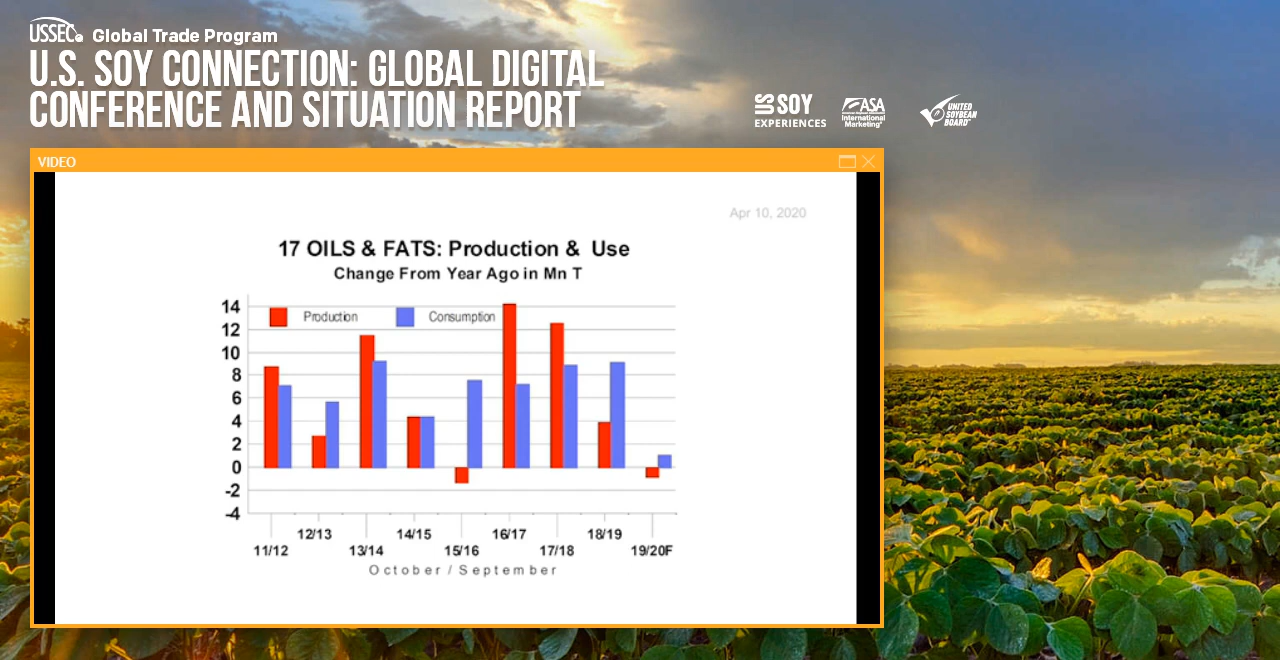 USSEC Global Trade Program
U.S. SOY CONNECTION: GLOBAL DIGITAL
CONFERENCE AND SITUATION REPORT
US SOY
EXPERIENCES
ASA
International
Marketing
UNITED
SOYBEAN
BOARD
VIDEO
Apr 10, 2020
17 OILS & FATS: Production & Use
Change From Year Ago in Mn T
Production Consumption
14
12
10
8
6
4
2
0
-2
-4
12/13 14/15 16/17 18/19
11/12 13/14 15/16 17/18 19/20F
October / September